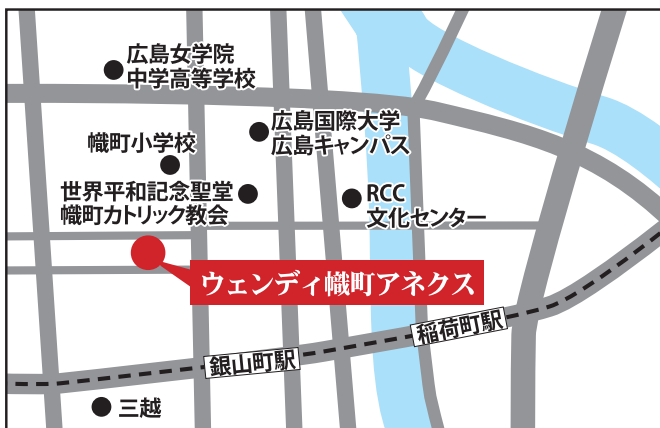 広島女学院
中学高等学校
広島国際大学
広島キャンパス
幟町小学校
世界平和記念聖堂
幟町カトリック教会
RCC
文化センター
ウェンディ幟町アネクス
稲荷町駅
銀山町駅
三越